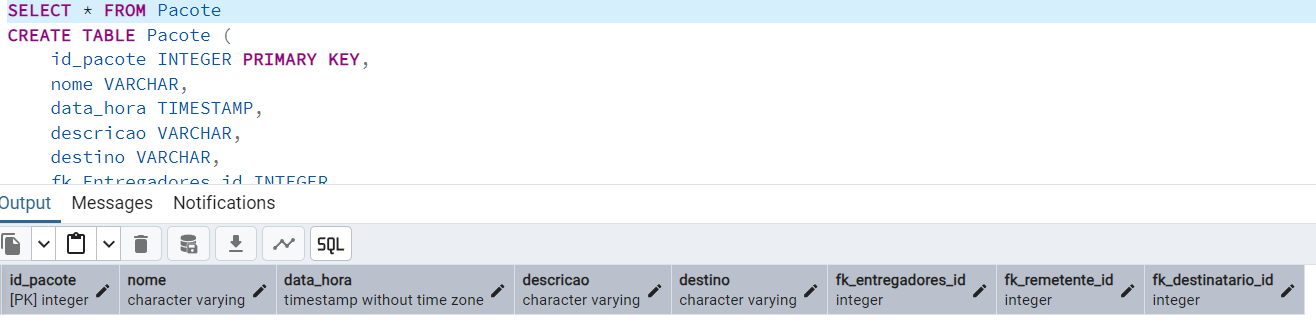 SELECT * FROM Pacote
CREATE TABLE Pacote (
id_pacote INTEGER PRIMARY KEY,
nome VARCHAR,
data_hora TIMESTAMP,
descricao VARCHAR,
destino VARCHAR,
fk_Entregadores_id INTEGER
Output Messages Notifications
SQL
id_pacote nome data_hora descricao destino fk_entregadores_id fk_remetente_id fk_destinatario_id
[PK] integer character varying timestamp without time zone character varying character varying integer integer integer